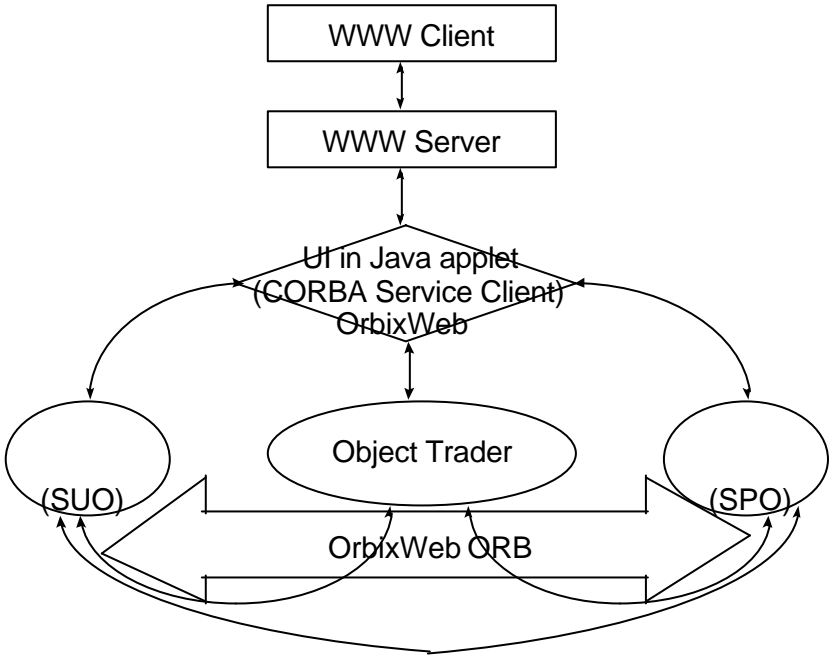 WWW Client
WWW Server
UI in Java applet
(CORBA Service Client)
OrbixWeb
Object Trader
(SUO)
(SPO)
OrbixWeb ORB